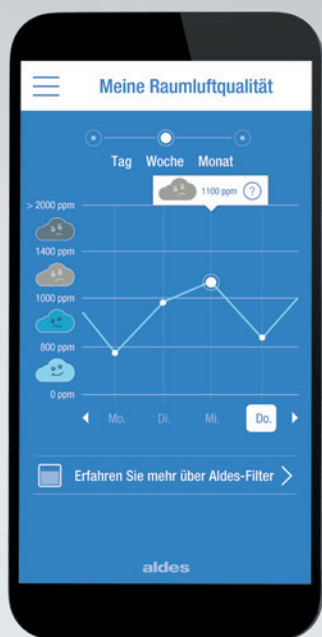 Meine Raumluftqualität
Tag Woche Monat
1100 ppm ?
> 2000 ppm
1400 ppm
1000 ppm
800 ppm
0 ppm
Mo. Di. Mi. Do.
Erfahren Sie mehr über Aldes-Filter
aldes